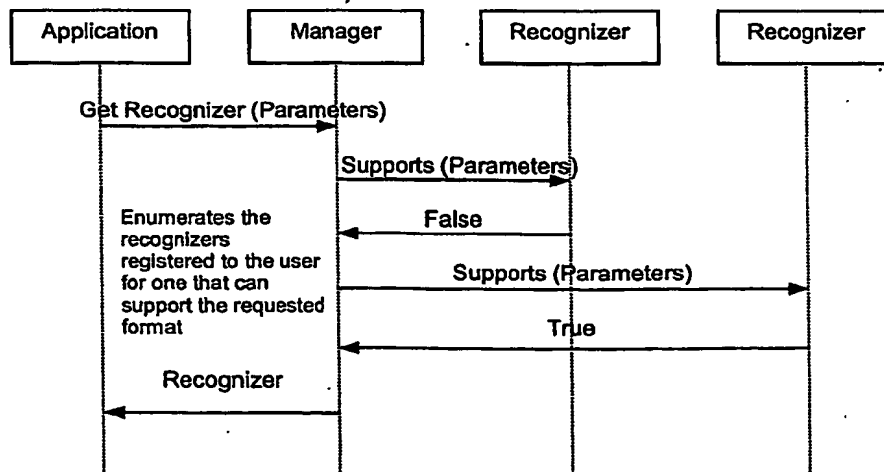 Application Manager Recognizer Recognizer
Get Recognizer (Parameters)
Supports (Parameters)
False
Enumerates the
recognizers
registered to the user
for one that can
support the requested
format
Supports (Parameters)
True
Recognizer